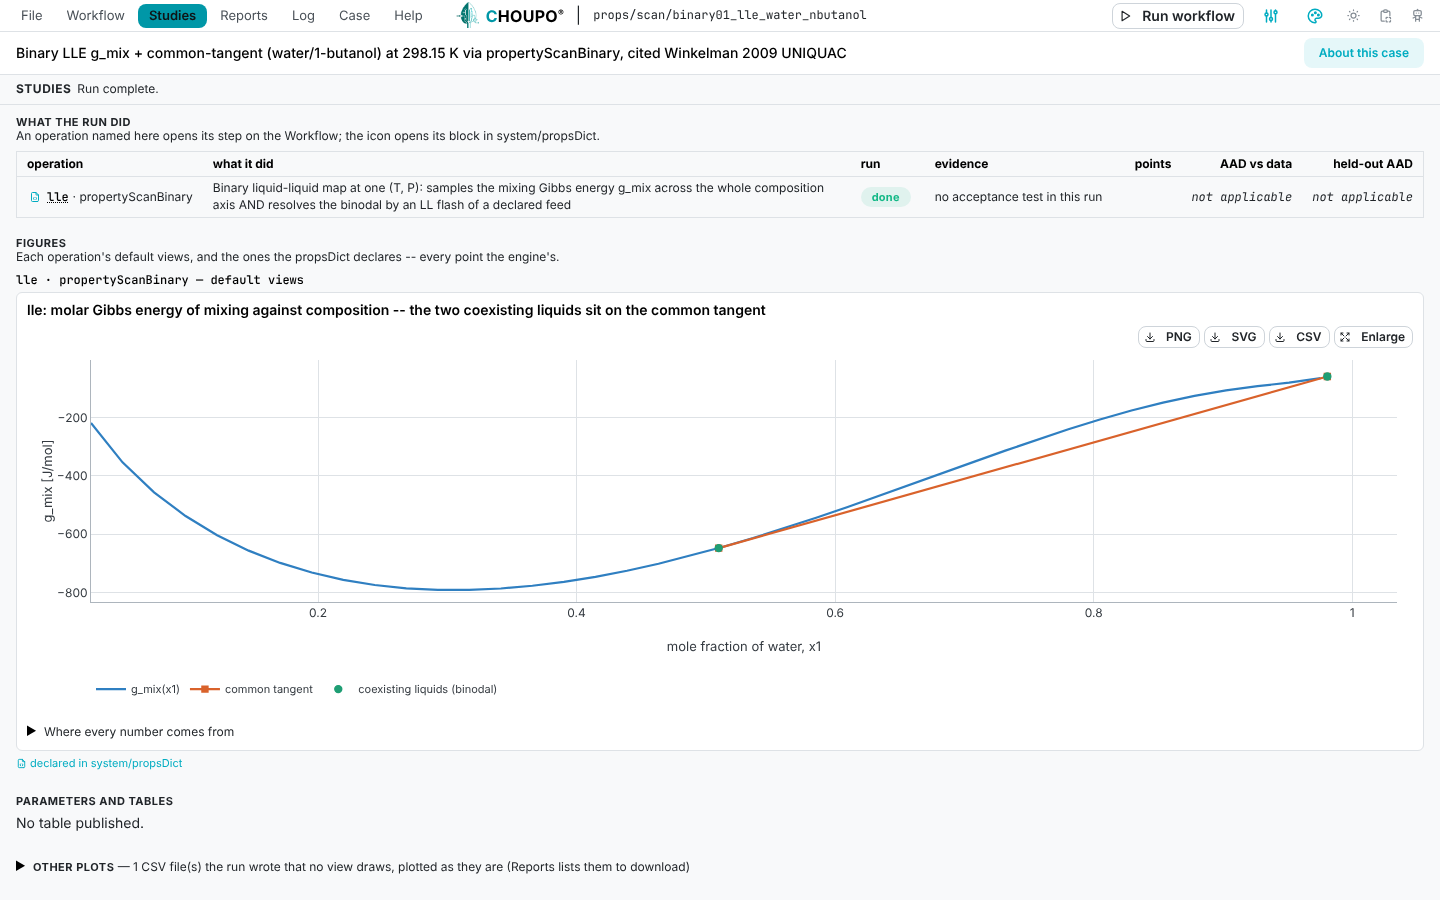 File Workflow Studies Reports Log Case Help CHOUPO® props/scan/binary01_lle_water_nbutanol Run workflow
Binary LLE g_mix + common-tangent (water/1-butanol) at 298.15 K via propertyScanBinary, cited Winkelman 2009 UNIQUAC About this case
STUDIES Run complete.
WHAT THE RUN DID
An operation named here opens its step on the Workflow; the icon opens its block in system/propsDict.
operation what it did run evidence points AAD vs data held-out AAD
lle · propertyScanBinary Binary liquid-liquid map at one (T, P): samples the mixing Gibbs energy g_mix across the whole composition done no acceptance test in this run not applicable not applicable
axis AND resolves the binodal by an LL flash of a declared feed
FIGURES
Each operation's default views, and the ones the propsDict declares -- every point the engine's.
lle · propertyScanBinary — default views
lle: molar Gibbs energy of mixing against composition -- the two coexisting liquids sit on the common tangent
PNG SVG CSV Enlarge
−200
−400
−600
−800
g_mix [J/mol]
0.2 0.4 0.6 0.8 1
mole fraction of water, x1
g_mix(x1) common tangent coexisting liquids (binodal)
Where every number comes from
declared in system/propsDict
PARAMETERS AND TABLES
No table published.
OTHER PLOTS — 1 CSV file(s) the run wrote that no view draws, plotted as they are (Reports lists them to download)